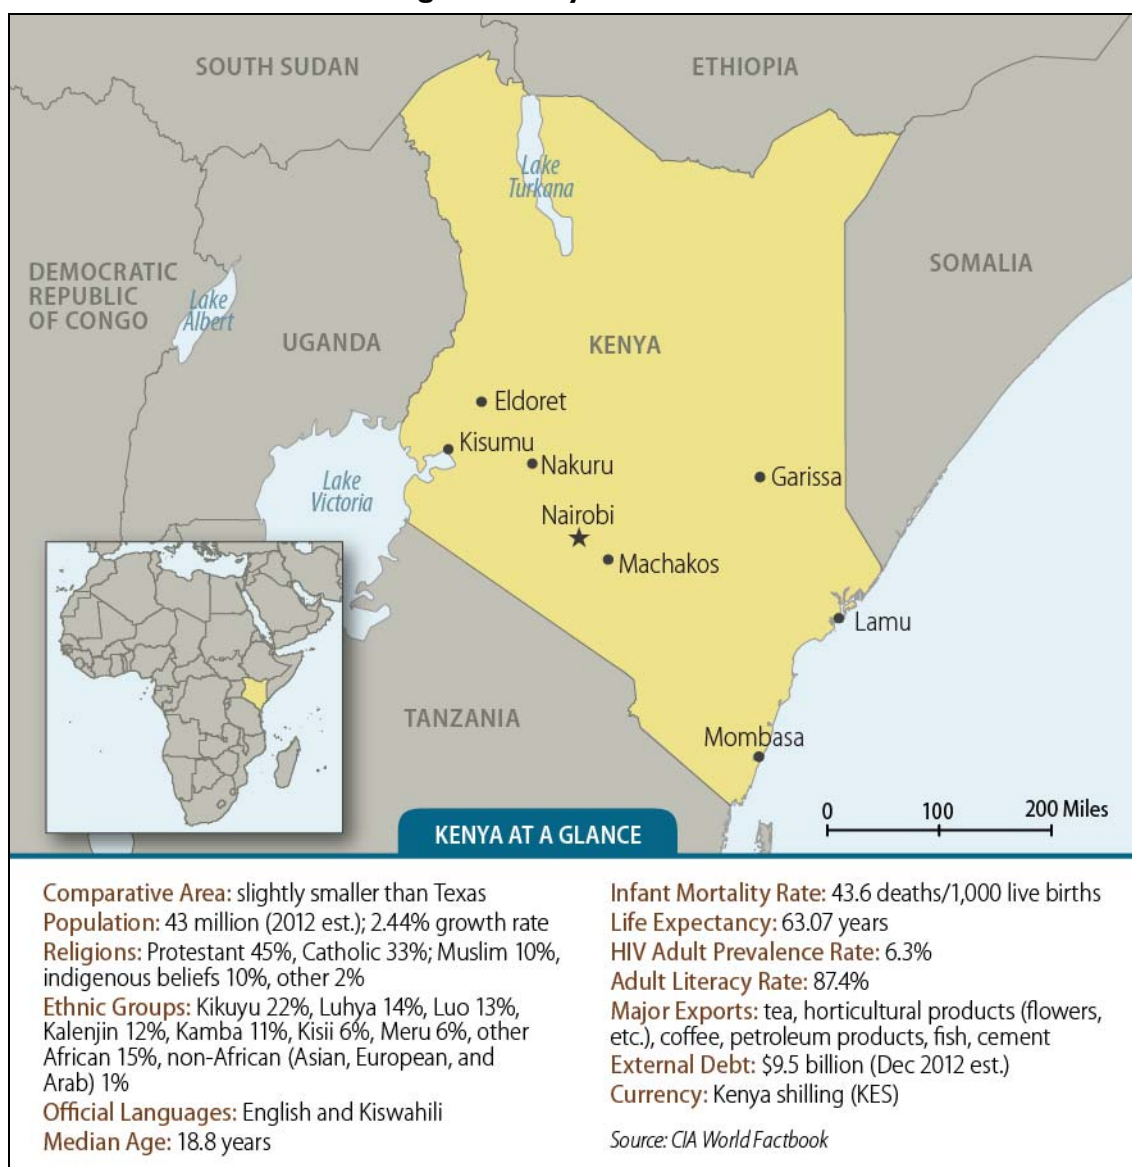 SOUTH SUDAN
ETHIOPIA
Lake
Turkana
DEMOCRATIC
REPUBLIC
OF CONGO
SOMALIA
Lake
Albert
UGANDA
KENYA
Eldoret
Kisumu
Nakuru
Garissa
Lake
Victoria
Nairobi
Machakos
Lamu
TANZANIA
Mombasa
0 100 200 Miles
KENYA AT A GLANCE
Comparative Area: slightly smaller than Texas
Population: 43 million (2012 est.); 2.44% growth rate
Religions: Protestant 45%, Catholic 33%; Muslim 10%,
indigenous beliefs 10%, other 2%
Ethnic Groups: Kikuyu 22%, Luhya 14%, Luo 13%,
Kalenjin 12%, Kamba 11%, Kisii 6%, Meru 6%, other
African 15%, non-African (Asian, European, and
Arab) 1%
Official Languages: English and Kiswahili
Median Age: 18.8 years
Infant Mortality Rate: 43.6 deaths/1,000 live births
Life Expectancy: 63.07 years
HIV Adult Prevalence Rate: 6.3%
Adult Literacy Rate: 87.4%
Major Exports: tea, horticultural products (flowers,
etc.), coffee, petroleum products, fish, cement
External Debt: $9.5 billion (Dec 2012 est.)
Currency: Kenya shilling (KES)
Source: CIA World Factbook